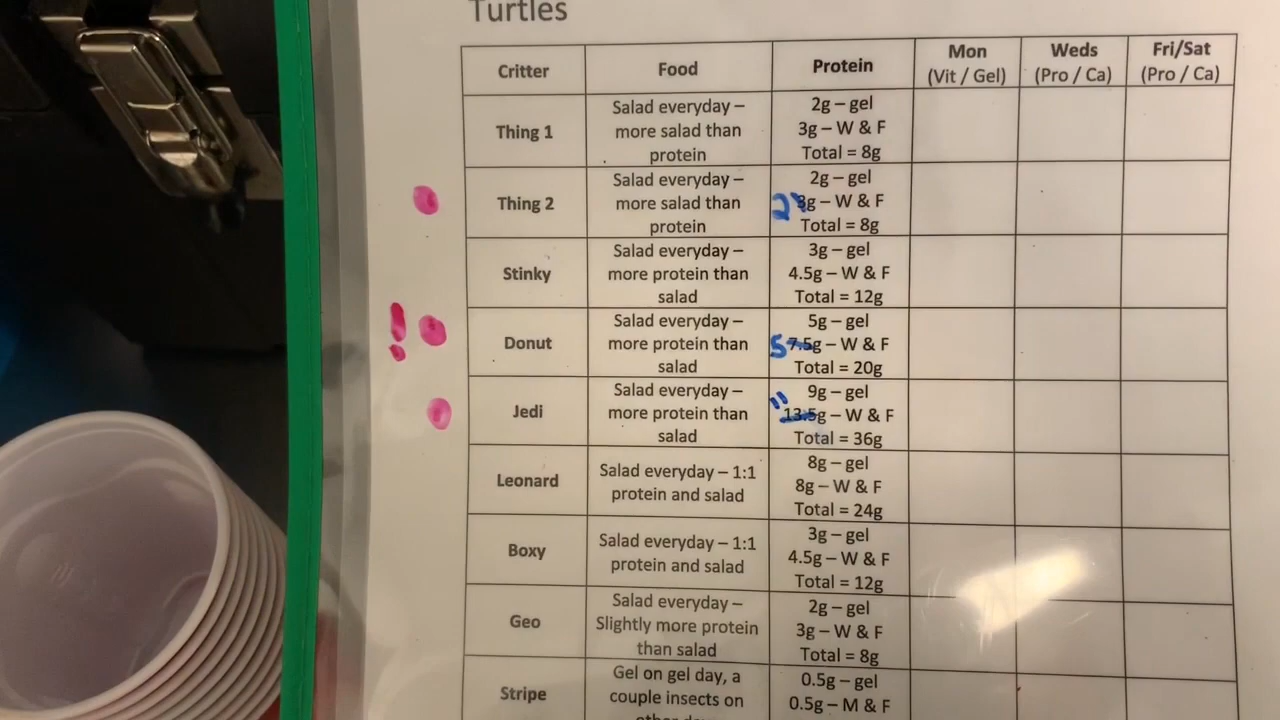 Turtles
Critter Food Protein Mon (Vit / Gel) Weds (Pro / Ca) Fri/Sat (Pro / Ca)
Salad everyday – 2g – gel
Thing 1 more salad than 3g – W & F
protein Total = 8g
Salad everyday – 2g – gel
Thing 2 more salad than 2 3g – W & F
protein Total = 8g
Salad everyday – 3g – gel
Stinky more protein than 4.5g – W & F
salad Total = 12g
Salad everyday – 5g – gel
! Donut more protein than 5 7.5g – W & F
salad Total = 20g
Salad everyday – 9g – gel
Jedi more protein than 11 13.5g – W & F
salad Total = 36g
8g – gel
Leonard Salad everyday – 1:1 8g – W & F
protein and salad Total = 24g
3g – gel
Boxy Salad everyday – 1:1 4.5g – W & F
protein and salad Total = 12g
Salad everyday – 2g – gel
Geo Slightly more protein 3g – W & F
than salad Total = 8g
Gel on gel day, a 0.5g – gel
Stripe couple insects on 0.5g – M & F